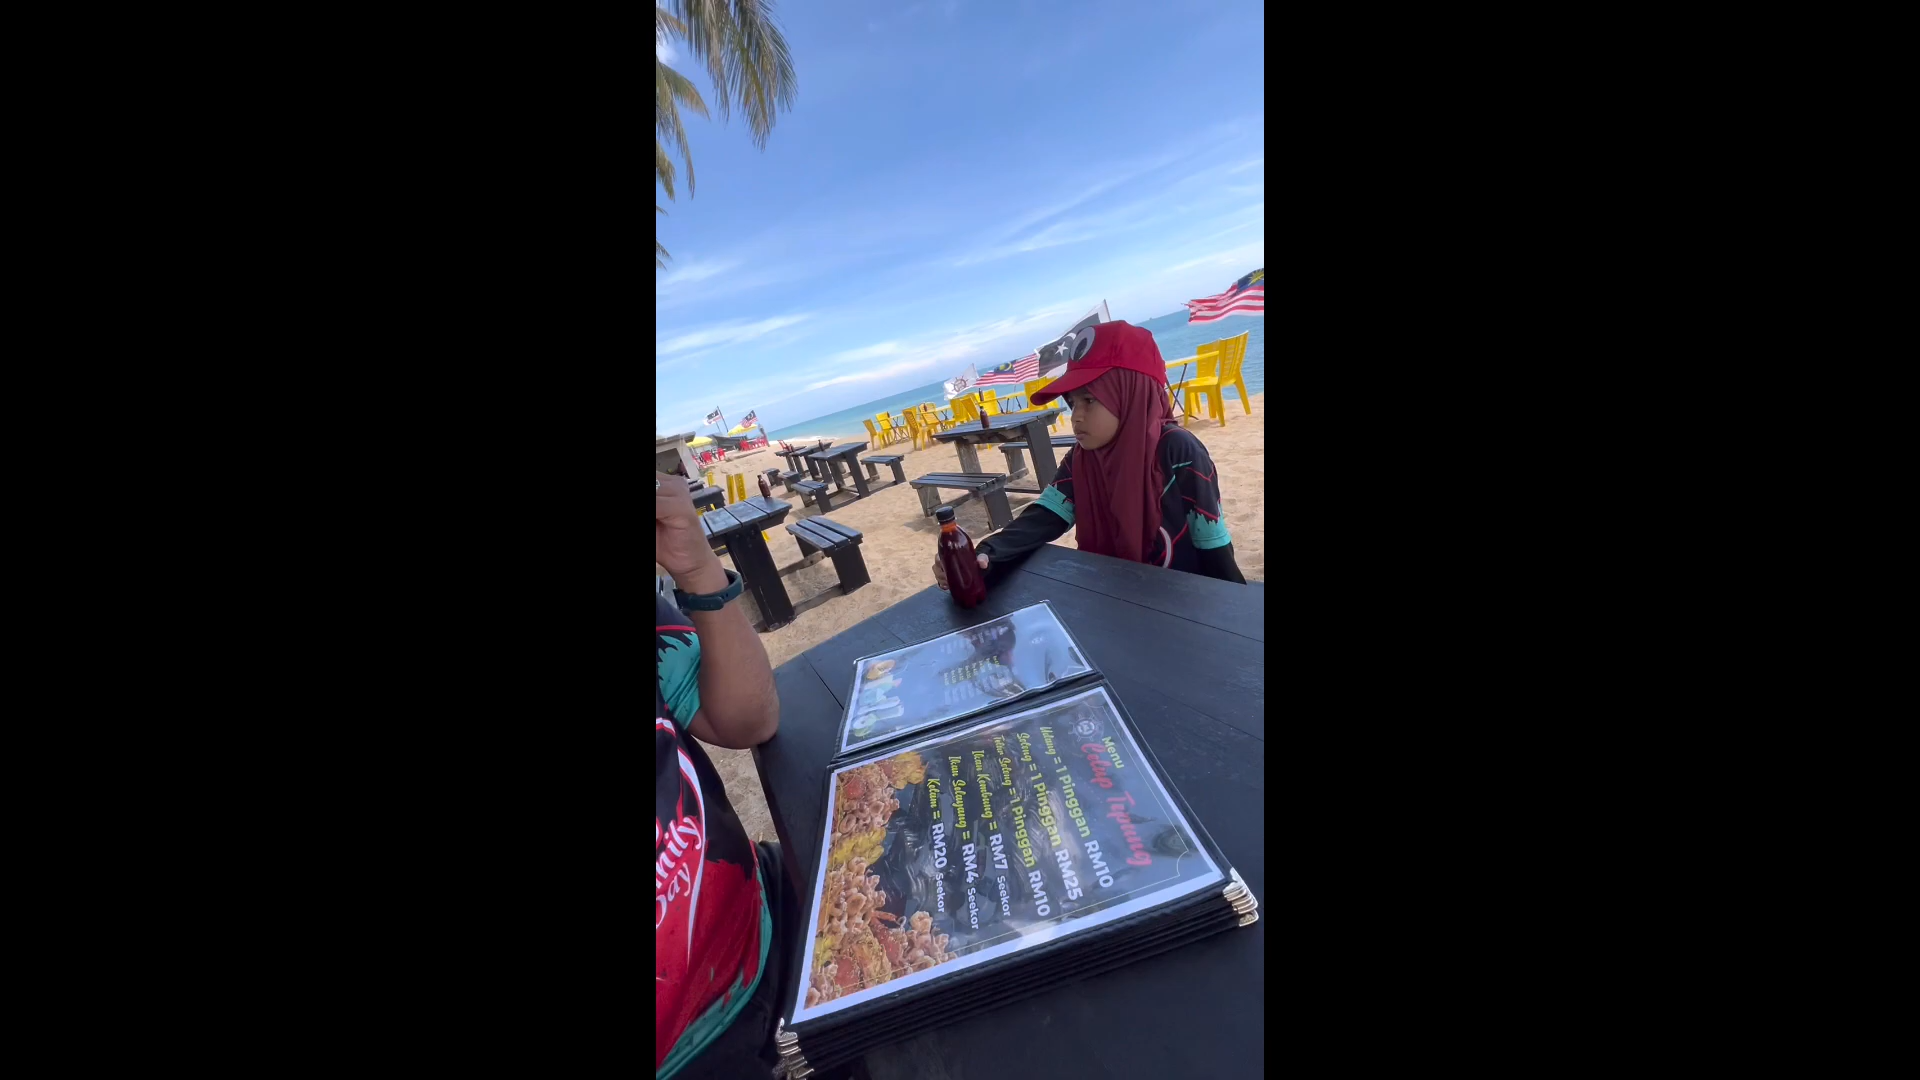 Menu
Celup Tepung
Udang = 1 Pinggan RM10
Sotong = 1 Pinggan RM25
Telur Sotong = 1 Pinggan RM10
Ikan Kembung = RM7 Seekor
Ikan Selayang = RM4 Seekor
Ketam = RM20 Seekor
Day